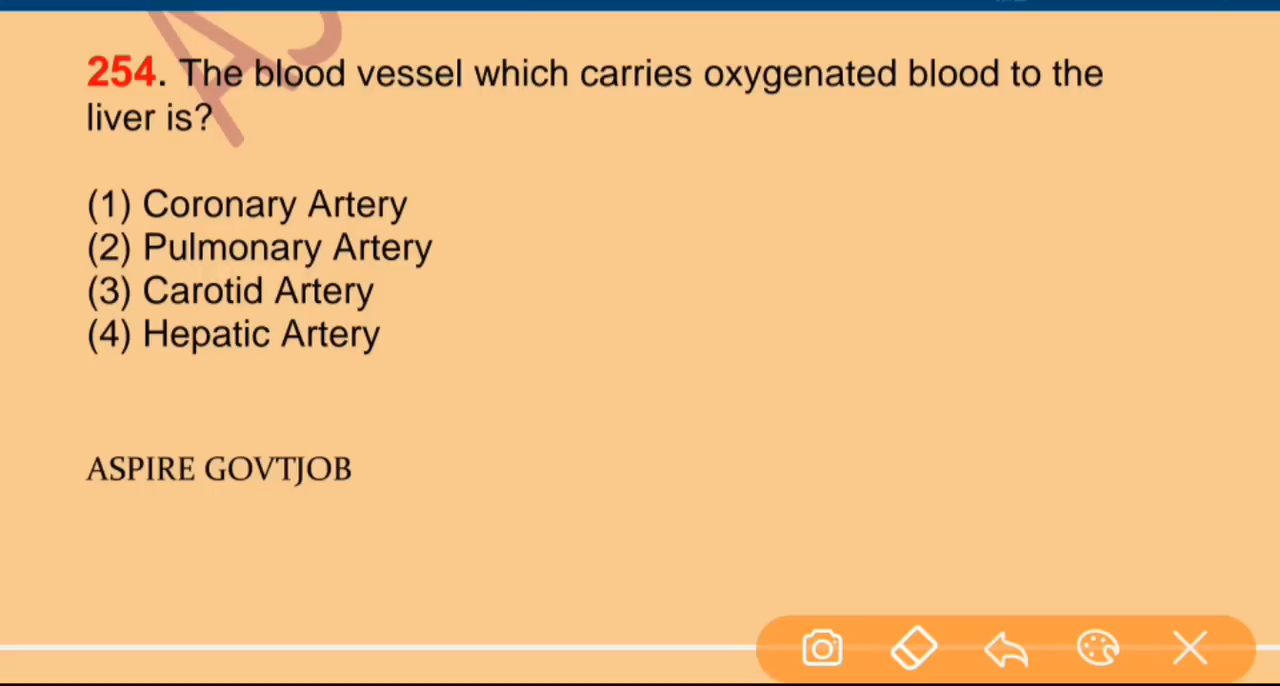 254. The blood vessel which carries oxygenated blood to the
liver is?
(1) Coronary Artery
(2) Pulmonary Artery
(3) Carotid Artery
(4) Hepatic Artery
ASPIRE GOVTJOB